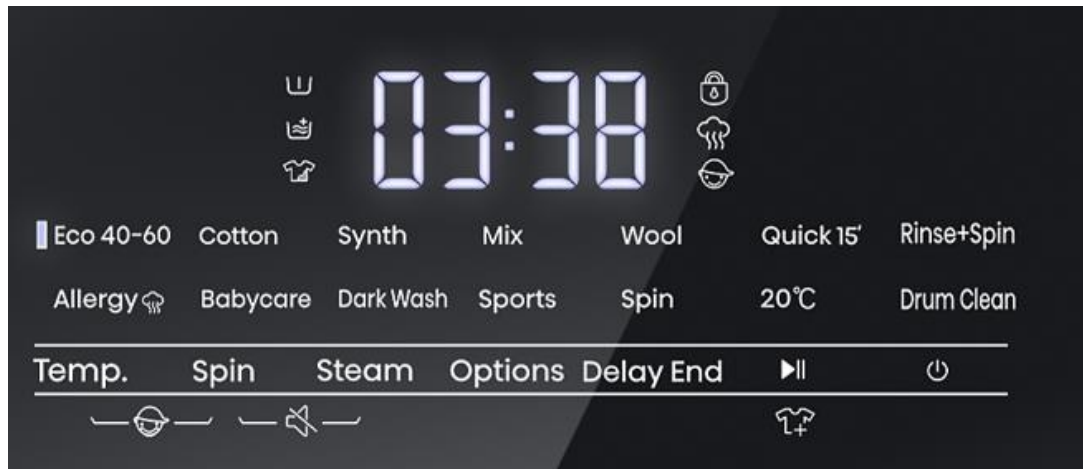 03:38
Eco 40-60 Cotton Synth Mix Wool Quick 15' Rinse+Spin
Allergy Babycare Dark Wash Sports Spin 20℃ Drum Clean
Temp. Spin Steam Options Delay End